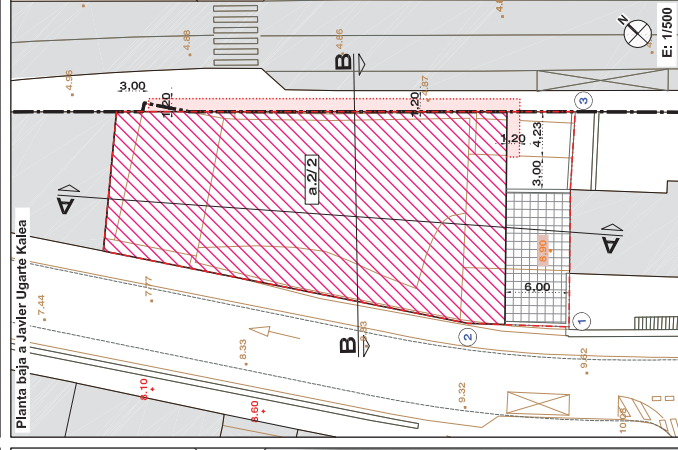 Planta baja a Javier Ugarte Kalea
E: 1/500
N
4.88
4.86
4.96
4.87
3,00
1,20
1,20
1,20
4,23
3,00
B
B
A
A
a.2/2
3
8,90
6,00
1
2
7.44
7.77
8.33
8.10
8.60
9.32
9.62